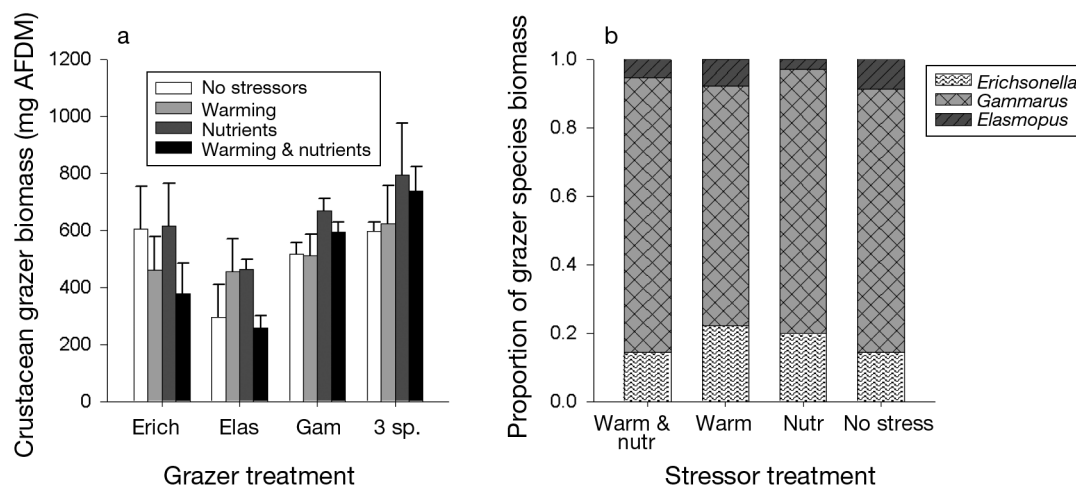 a
Crustacean grazer biomass (mg AFDM)
1200
1000
800
600
400
200
0
No stressors
Warming
Nutrients
Warming & nutrients
Erich Elas Gam 3 sp.
Grazer treatment
b
Proportion of grazer species biomass
1.0
0.8
0.6
0.4
0.2
0.0
Erichsonella
Gammarus
Elasmopus
Warm & nutr Warm Nutr No stress
Stressor treatment